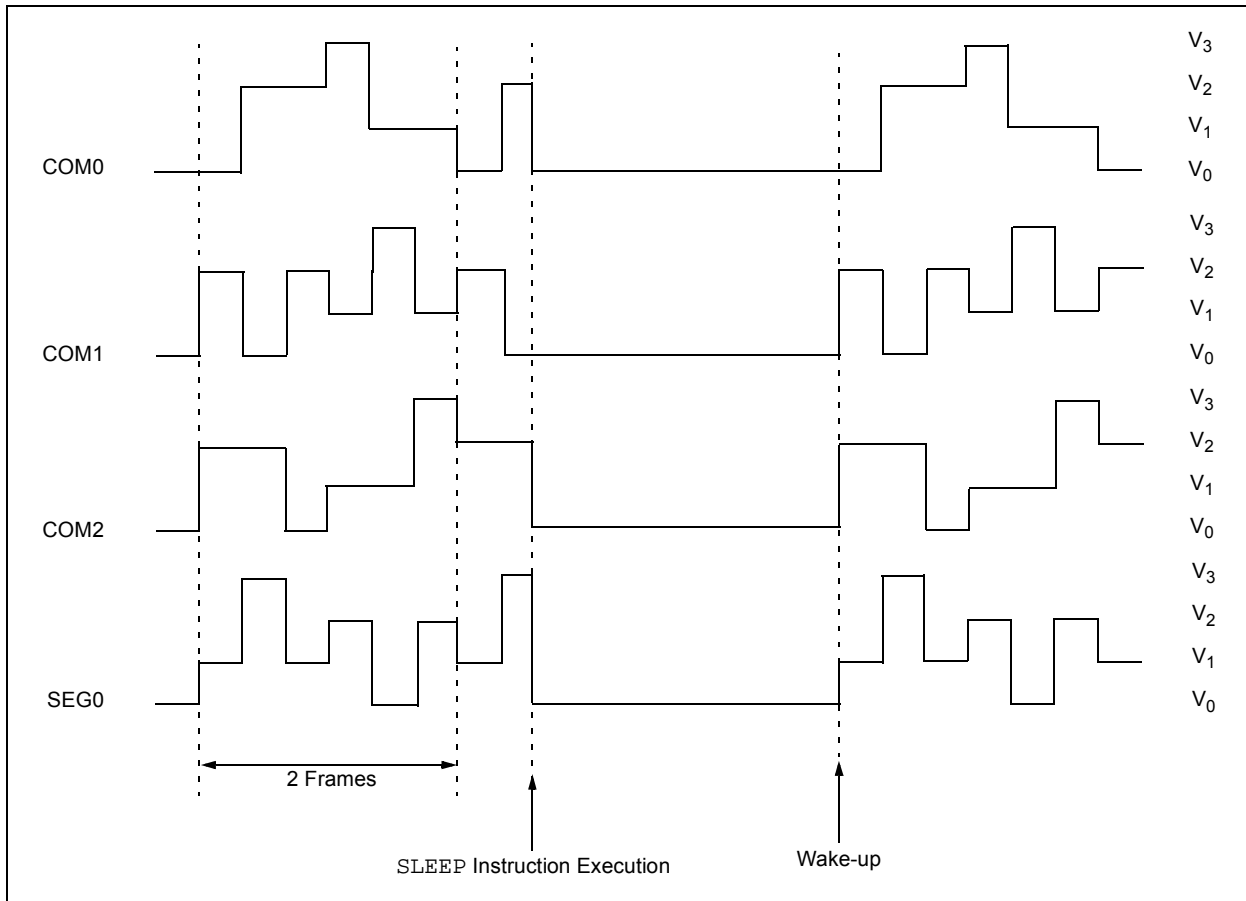 V3
V2
V1
COM0 V0
V3
V2
V1
COM1 V0
V3
V2
V1
COM2 V0
V3
V2
V1
SEG0 V0
2 Frames
SLEEP Instruction Execution
Wake-up